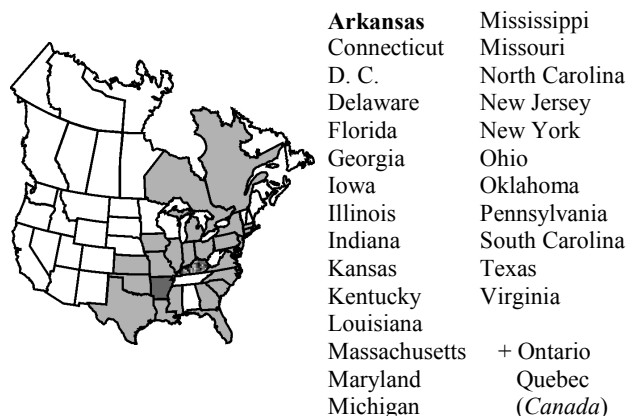 Arkansas
Connecticut
D. C.
Delaware
Florida
Georgia
Iowa
Illinois
Indiana
Kansas
Kentucky
Louisiana
Massachusetts
Maryland
Michigan
Mississippi
Missouri
North Carolina
New Jersey
New York
Ohio
Oklahoma
Pennsylvania
South Carolina
Texas
Virginia
+ Ontario
Quebec
(Canada)